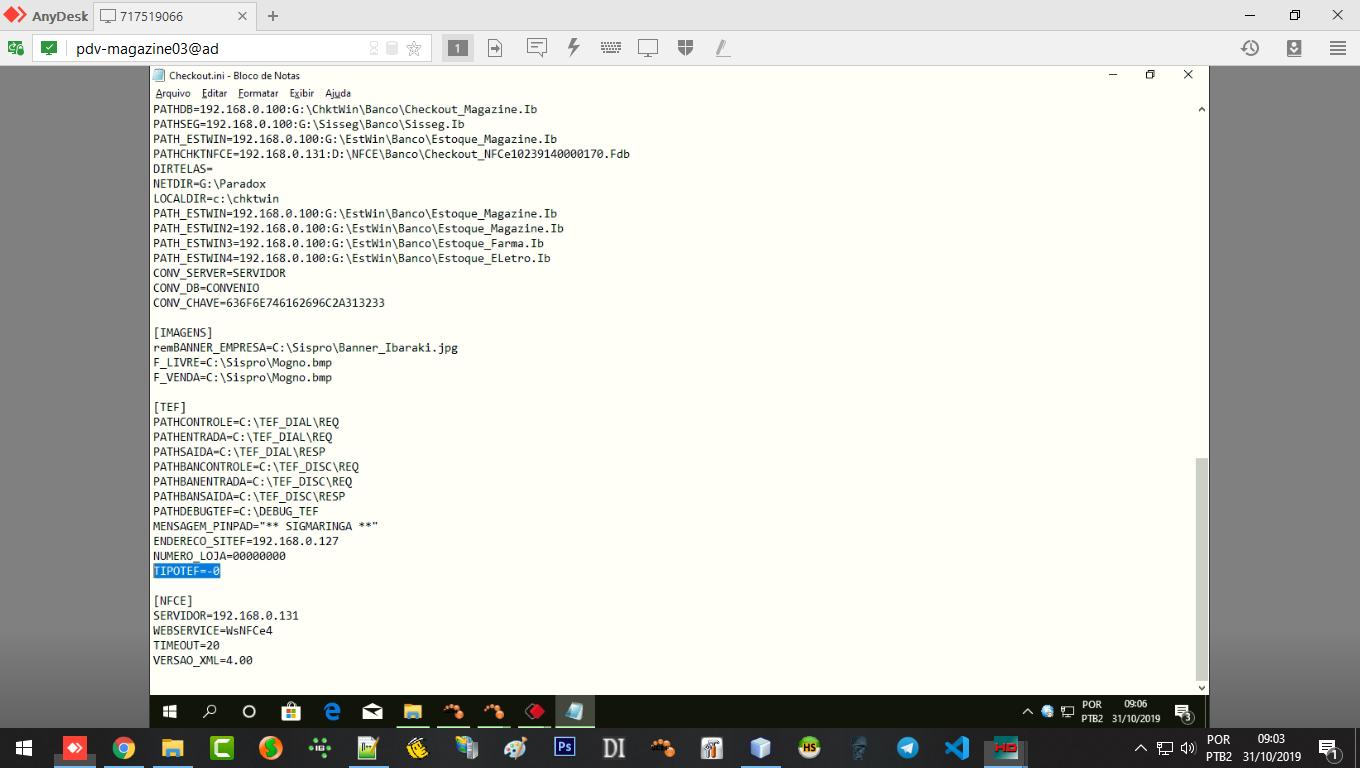 AnyDesk
717519066
pdv-magazine03@ad
1
Checkout.ini - Bloco de Notas
Arquivo Editar Formatar Exibir Ajuda
PATHDB=192.168.0.100:G:\ChktWin\Banco\Checkout_Magazine.Ib
PATHSEG=192.168.0.100:G:\Sisseg\Banco\Sisseg.Ib
PATH_ESTWIN=192.168.0.100:G:\EstWin\Banco\Estoque_Magazine.Ib
PATHCHKTNFCE=192.168.0.131:D:\NFCE\Banco\Checkout_NFCe10239140000170.Fdb
DIRTELAS=
NETDIR=G:\Paradox
LOCALDIR=c:\chktwin
PATH_ESTWIN=192.168.0.100:G:\EstWin\Banco\Estoque_Magazine.Ib
PATH_ESTWIN2=192.168.0.100:G:\EstWin\Banco\Estoque_Magazine.Ib
PATH_ESTWIN3=192.168.0.100:G:\EstWin\Banco\Estoque_Farma.Ib
PATH_ESTWIN4=192.168.0.100:G:\EstWin\Banco\Estoque_ELetro.Ib
CONV_SERVER=SERVIDOR
CONV_DB=CONVENIO
CONV_CHAVE=636F6E746162696C2A313233
[IMAGENS]
remBANNER_EMPRESA=C:\Sispro\Banner_Ibaraki.jpg
F_LIVRE=C:\Sispro\Mogno.bmp
F_VENDA=C:\Sispro\Mogno.bmp
[TEF]
PATHCONTROLE=C:\TEF_DIAL\REQ
PATHENTRADA=C:\TEF_DIAL\REQ
PATHSAIDA=C:\TEF_DIAL\RESP
PATHBANCONTROLE=C:\TEF_DISC\REQ
PATHBANENTRADA=C:\TEF_DISC\REQ
PATHBANSAIDA=C:\TEF_DISC\RESP
PATHDEBUGTEF=C:\DEBUG_TEF
MENSAGEM_PINPAD="** SIGMARINGA **"
ENDERECO_SITEF=192.168.0.127
NUMERO_LOJA=00000000
TIPOTEF=-0
[NFCE]
SERVIDOR=192.168.0.131
WEBSERVICE=WsNFCe4
TIMEOUT=20
VERSAO_XML=4.00
POR
PTB2
09:06
31/10/2019
3
Ps
DI
HS
HD
POR
PTB2
09:03
31/10/2019
1